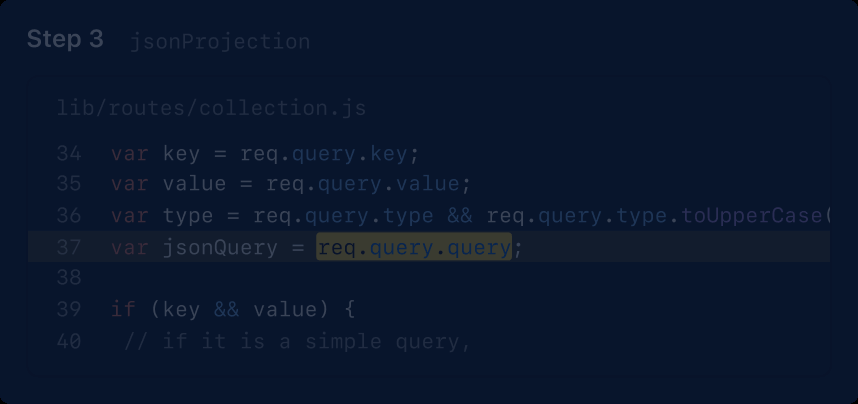 Step 3 jsonProjection
lib/routes/collection.js
34 var key = req.query.key;
35 var value = req.query.value;
36 var type = req.query.type && req.query.type.toUpperCase(
37 var jsonQuery = req.query.query;
38
39 if (key && value) {
40 // if it is a simple query,